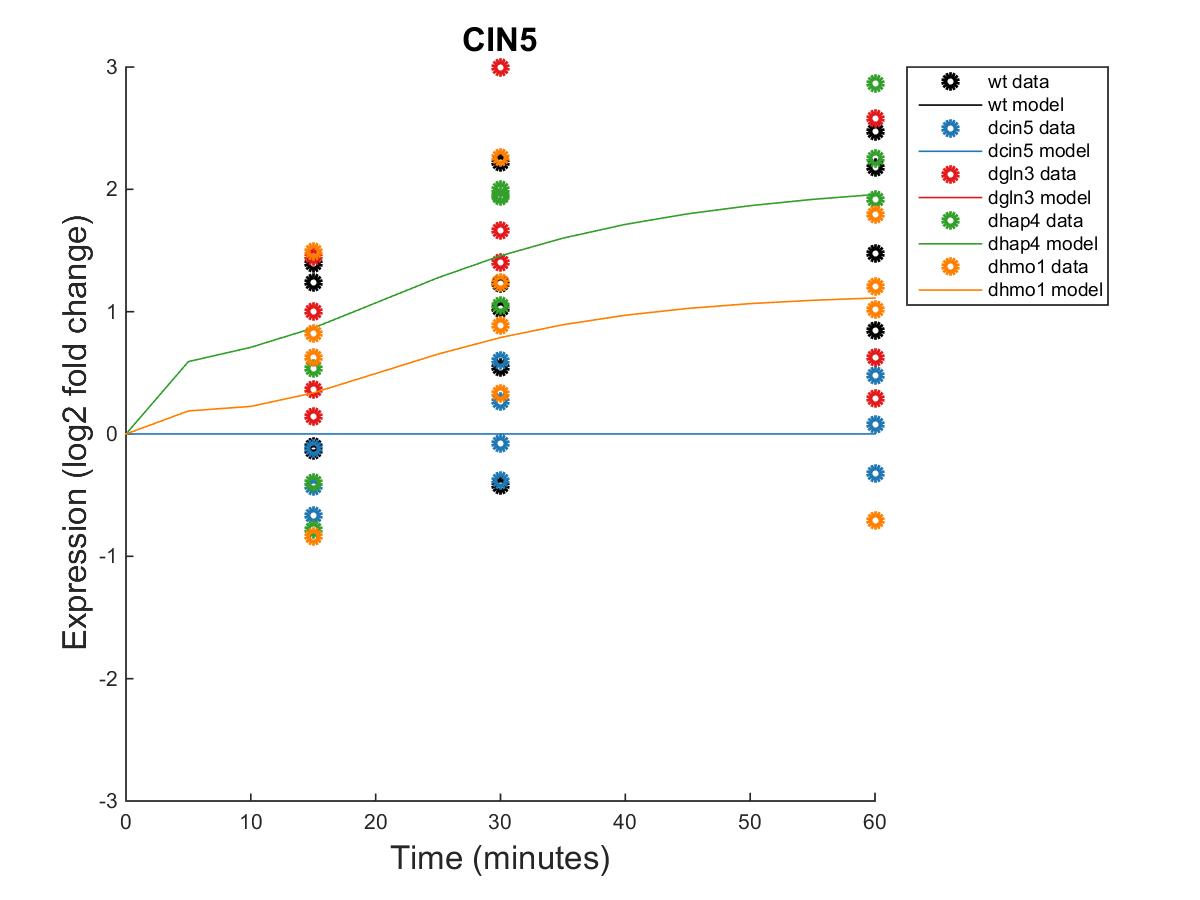 CIN5
3
2
1
0
-1
-2
-3
Expression (log2 fold change)
0 10 20 30 40 50 60
Time (minutes)
wt data
wt model
dcin5 data
dcin5 model
dgln3 data
dgln3 model
dhap4 data
dhap4 model
dhmo1 data
dhmo1 model